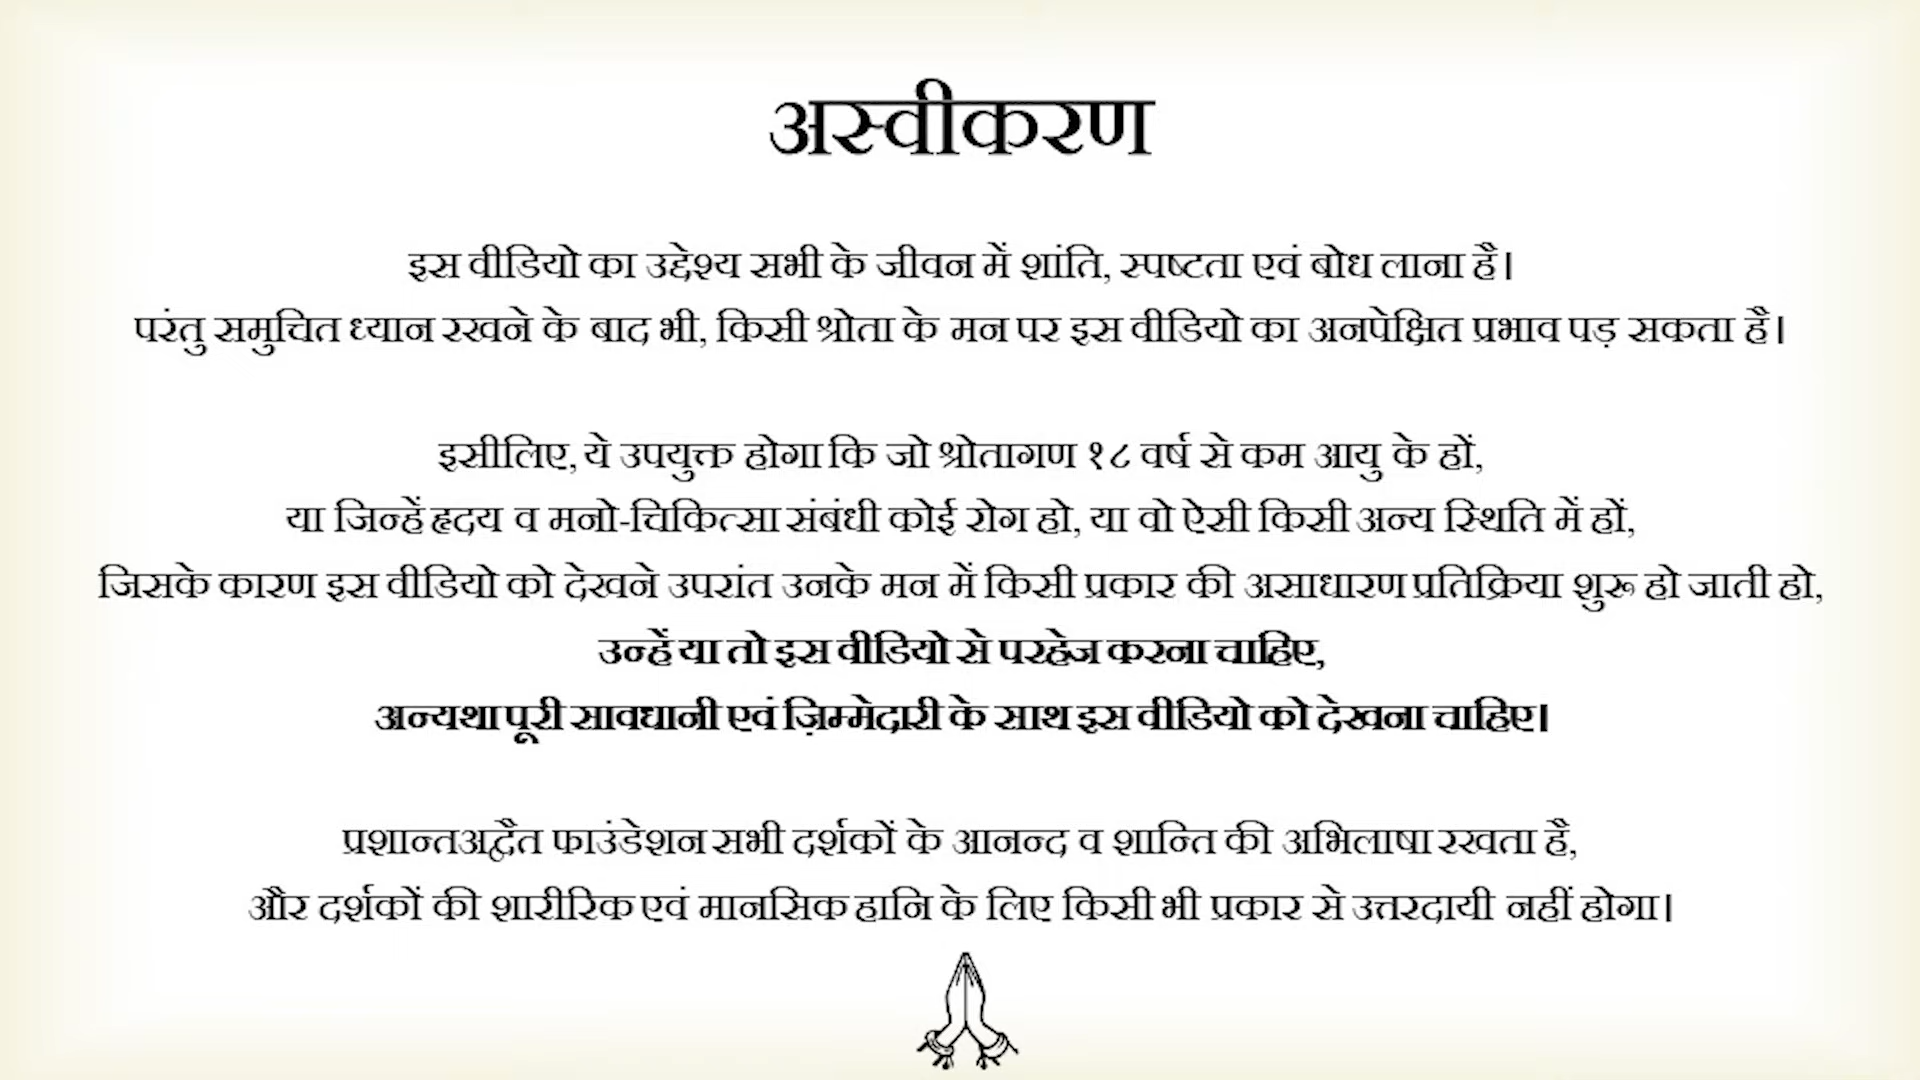 अस्वीकरण
इस वीडियो का उद्देश्य सभी के जीवन में शांति, स्पष्टता एवं बोध लाना है।
परंतु समुचित ध्यान रखने के बाद भी, किसी श्रोता के मन पर इस वीडियो का अनपेक्षित प्रभाव पड़ सकता है।
इसीलिए, ये उपयुक्त होगा कि जो श्रोतागण १८ वर्ष से कम आयु के हों,
या जिन्हें हृदय व मनो-चिकित्सा संबंधी कोई रोग हो, या वो ऐसी किसी अन्य स्थिति में हों,
जिसके कारण इस वीडियो को देखने उपरांत उनके मन में किसी प्रकार की असाधारण प्रतिक्रिया शुरू हो जाती हो,
उन्हें या तो इस वीडियो से परहेज करना चाहिए,
अन्यथा पूरी सावधानी एवं ज़िम्मेदारी के साथ इस वीडियो को देखना चाहिए।
प्रशान्तअद्वैत फाउंडेशन सभी दर्शकों के आनन्द व शान्ति की अभिलाषा रखता है,
और दर्शकों की शारीरिक एवं मानसिक हानि के लिए किसी भी प्रकार से उत्तरदायी नहीं होगा।